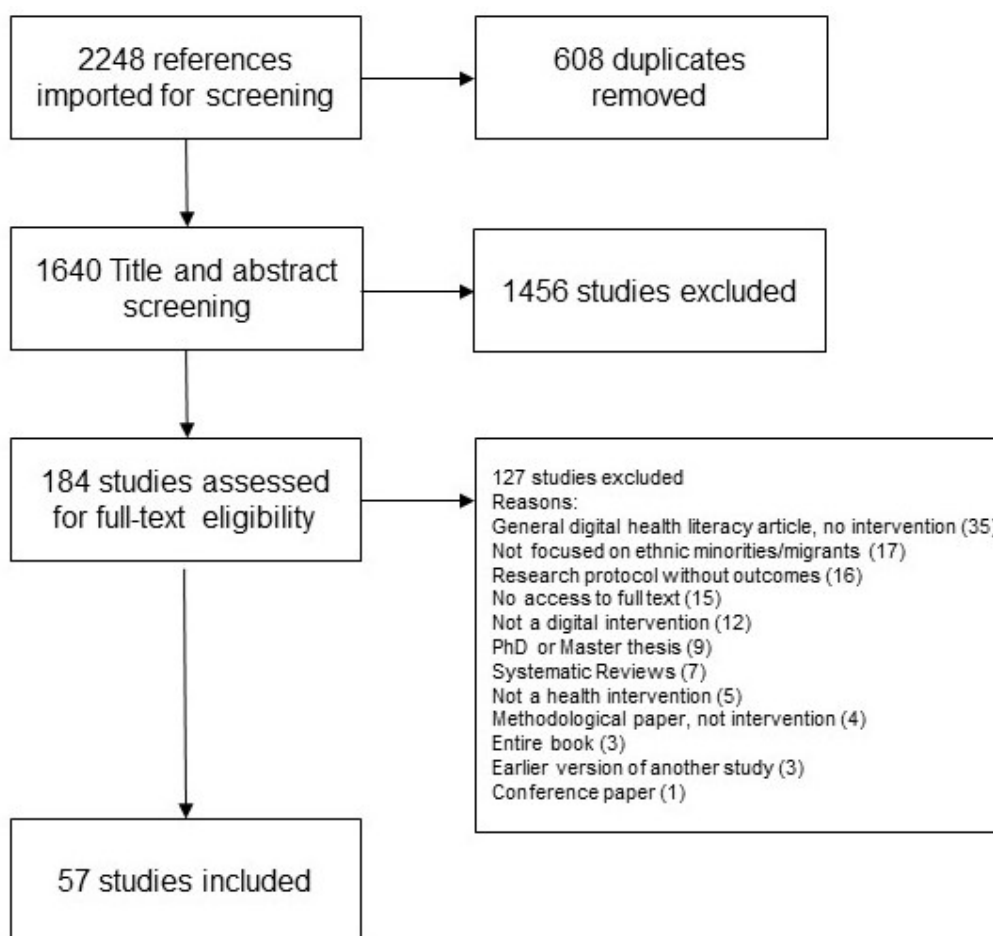 2248 references
imported for screening
608 duplicates
removed
1640 Title and abstract
screening
1456 studies excluded
184 studies assessed
for full-text eligibility
127 studies excluded
Reasons:
General digital health literacy article, no intervention (35)
Not focused on ethnic minorities/migrants (17)
Research protocol without outcomes (16)
No access to full text (15)
Not a digital intervention (12)
PhD or Master thesis (9)
Systematic Reviews (7)
Not a health intervention (5)
Methodological paper, not intervention (4)
Entire book (3)
Earlier version of another study (3)
Conference paper (1)
57 studies included